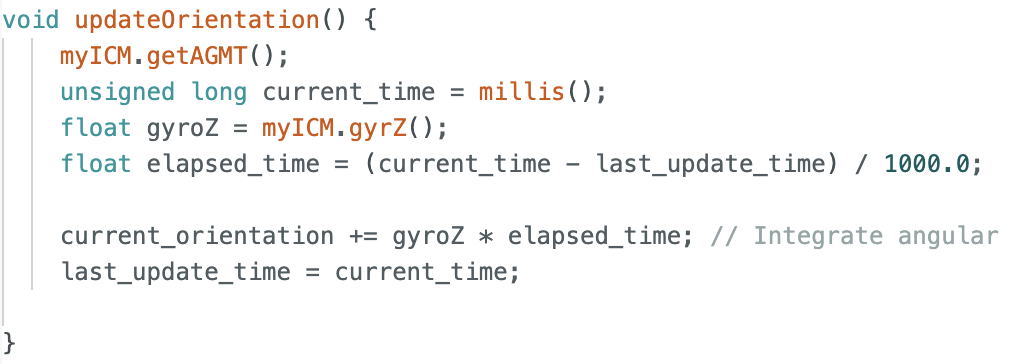 void updateOrientation() {
myICM.getAGMT();
unsigned long current_time = millis();
float gyroZ = myICM.gyrZ();
float elapsed_time = (current_time - last_update_time) / 1000.0;
current_orientation += gyroZ * elapsed_time; // Integrate angular
last_update_time = current_time;
}